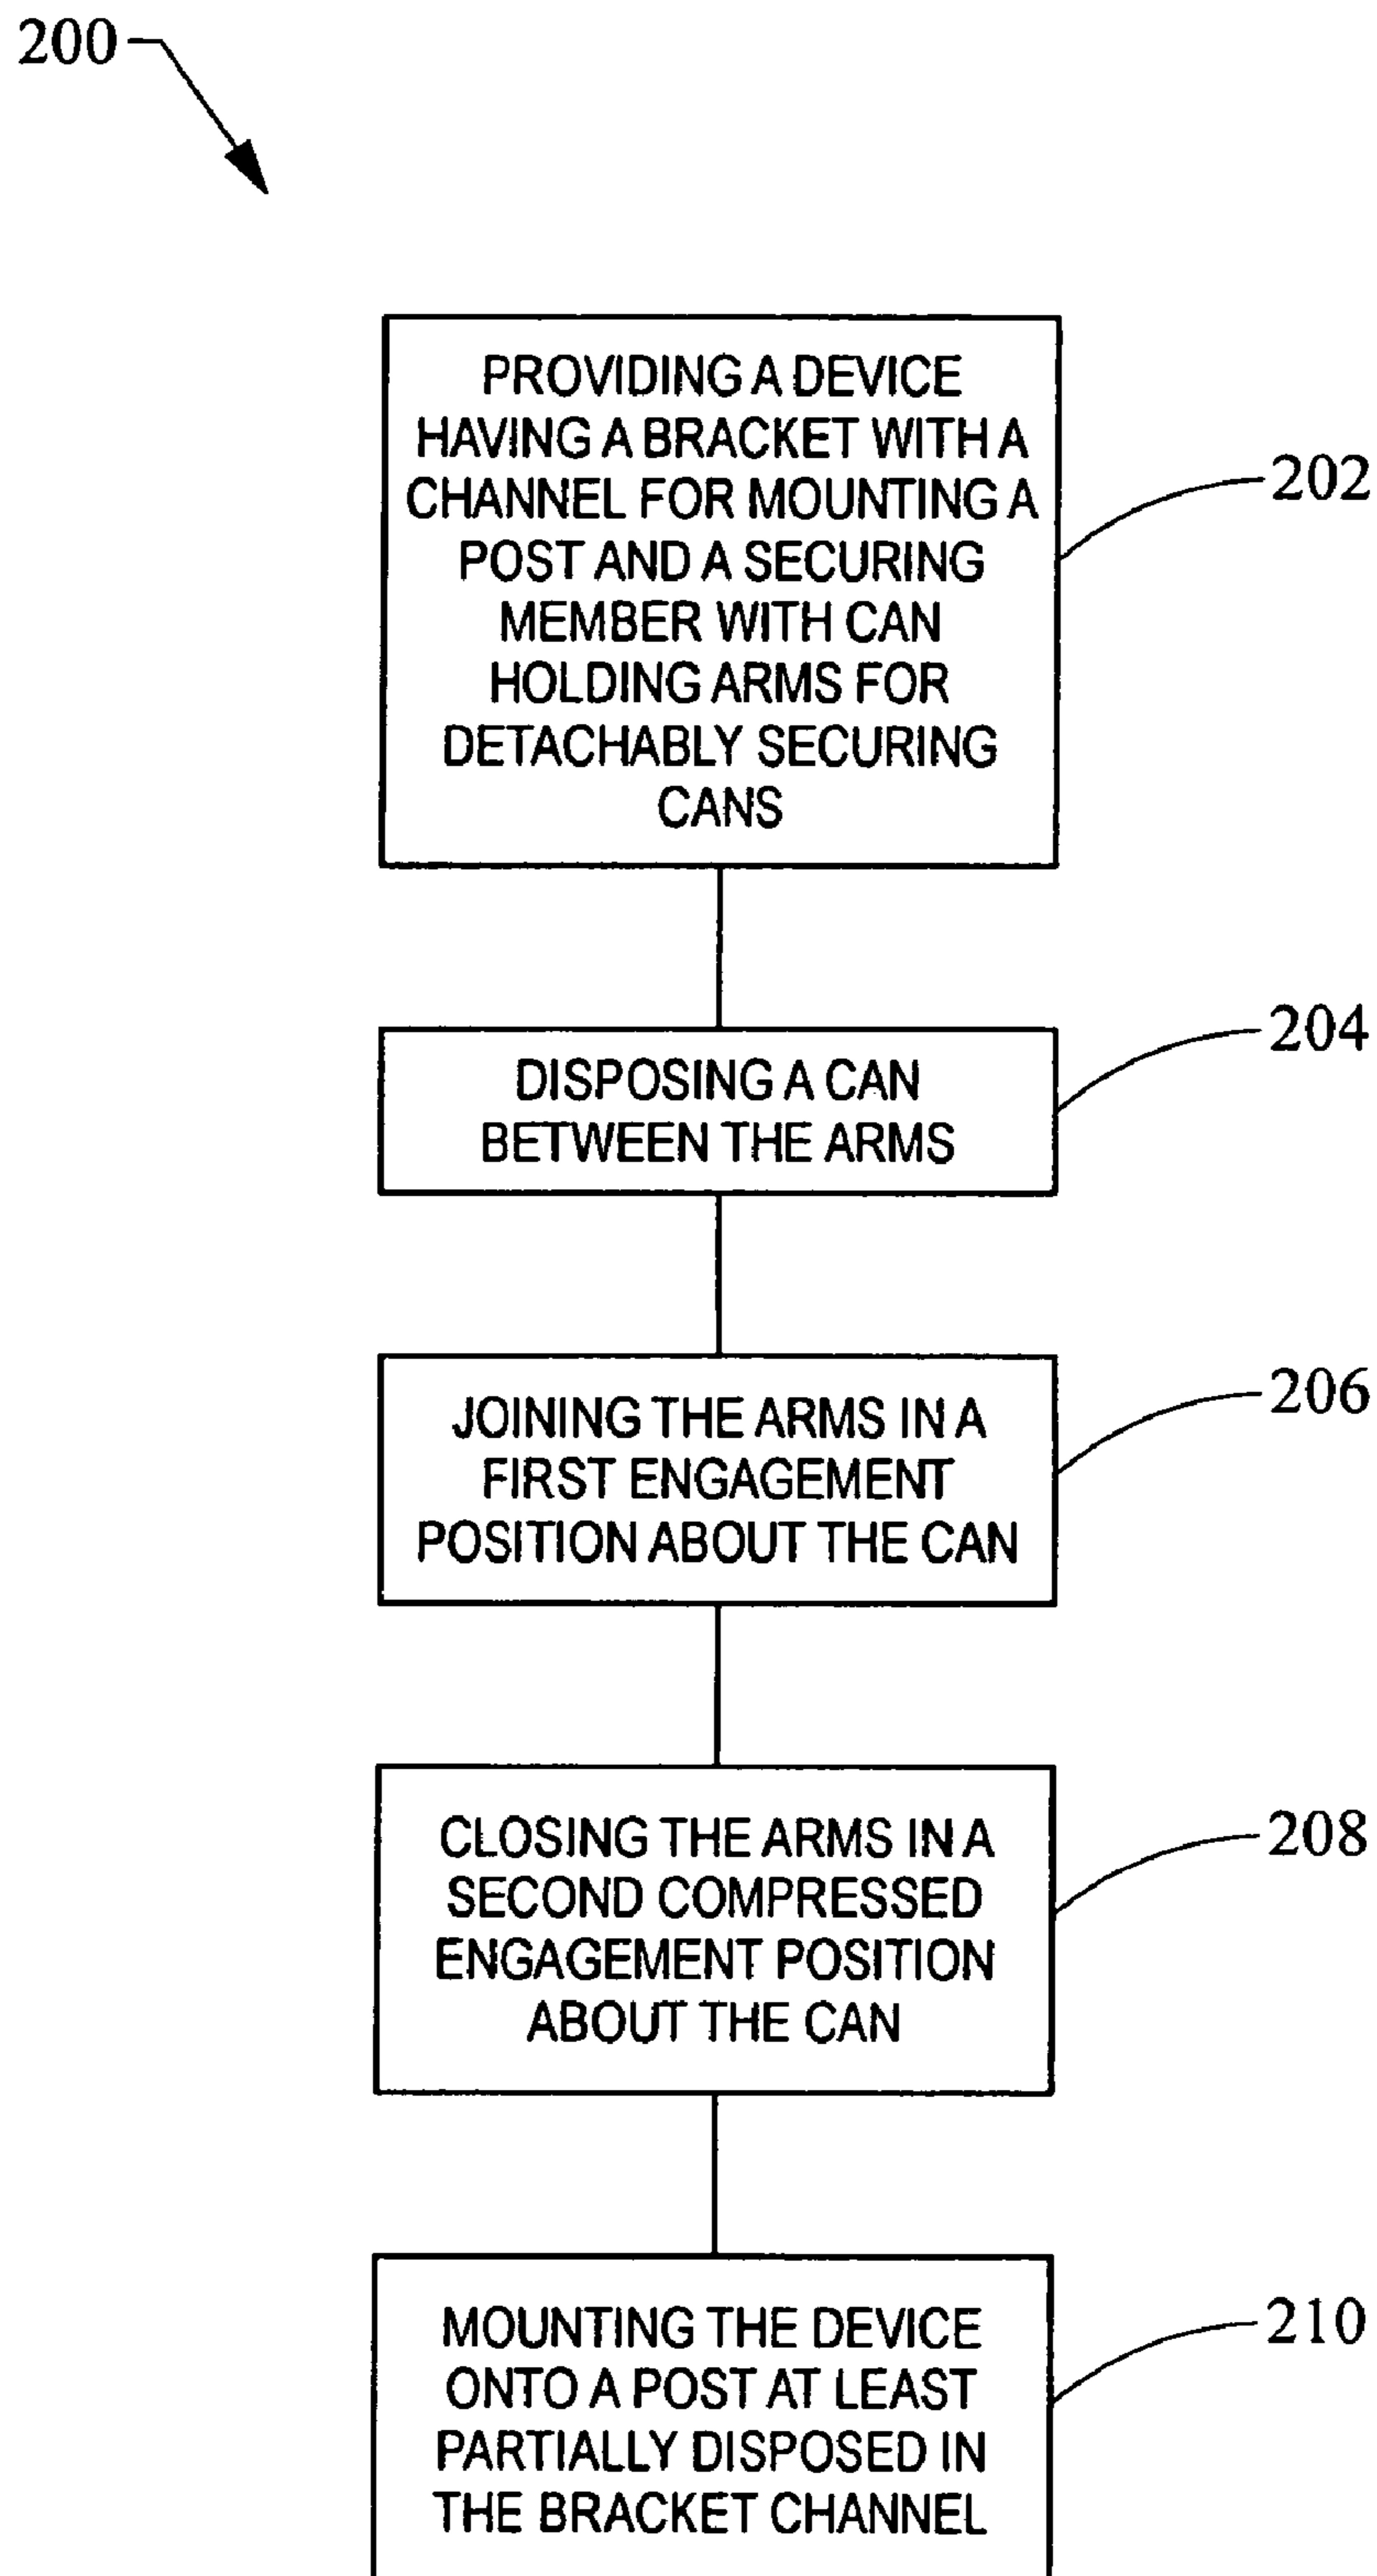 200
PROVIDING A DEVICE
HAVING A BRACKET WITH A
CHANNEL FOR MOUNTING A
POST AND A SECURING
MEMBER WITH CAN
HOLDING ARMS FOR
DETACHABLY SECURING
CANS
202
DISPOSING A CAN
BETWEEN THE ARMS
204
JOINING THE ARMS IN A
FIRST ENGAGEMENT
POSITION ABOUT THE CAN
206
CLOSING THE ARMS IN A
SECOND COMPRESSED
ENGAGEMENT POSITION
ABOUT THE CAN
208
MOUNTING THE DEVICE
ONTO A POST AT LEAST
PARTIALLY DISPOSED IN
THE BRACKET CHANNEL
210